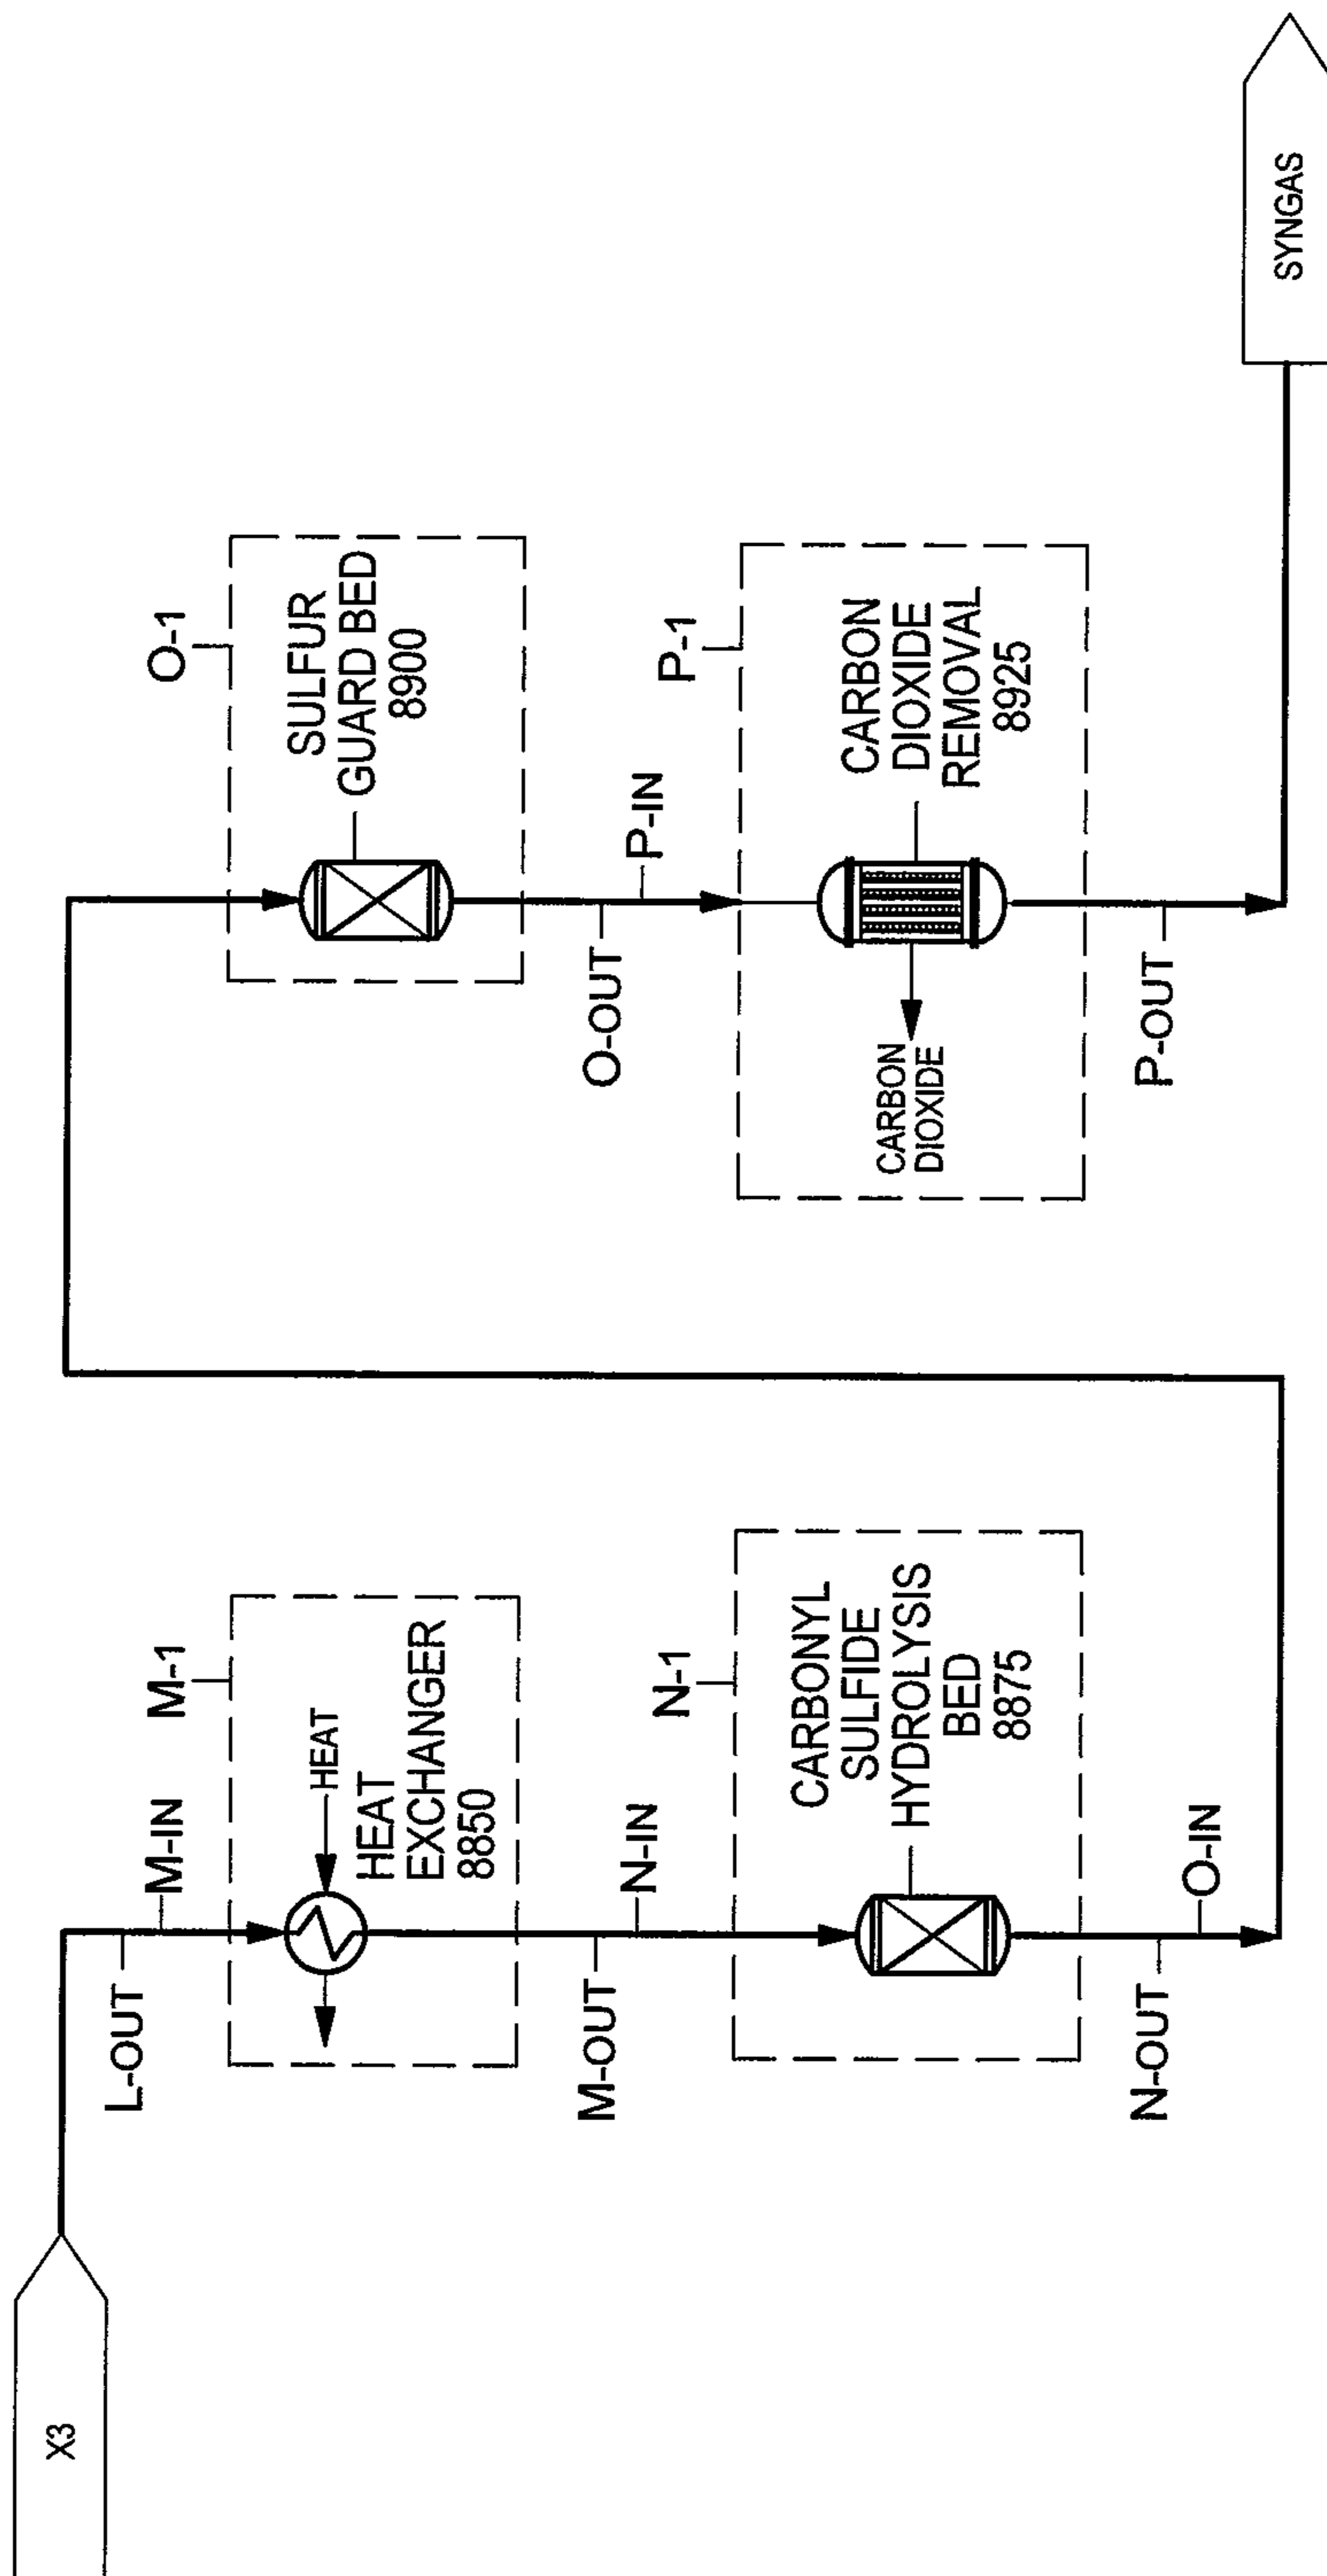 X3
L-OUT
M-IN
M-1
HEAT
HEAT
EXCHANGER
8850
M-OUT
N-IN
N-1
CARBONYL
SULFIDE
HYDROLYSIS
BED
8875
N-OUT
O-IN
O-1
SULFUR
GUARD BED
8900
O-OUT
P-IN
P-1
CARBON
DIOXIDE
REMOVAL
8925
CARBON
DIOXIDE
P-OUT
SYNGAS